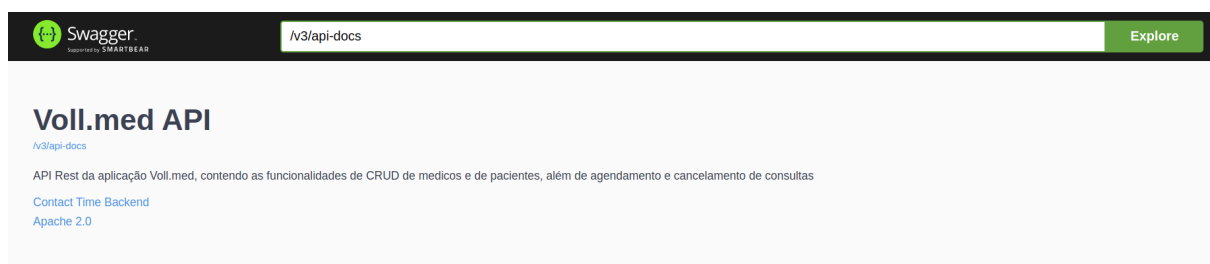 Swagger.
Supported by SMARTBEAR
/v3/api-docs
Explore
Voll.med API
/v3/api-docs
API Rest da aplicação Voll.med, contendo as funcionalidades de CRUD de medicos e de pacientes, além de agendamento e cancelamento de consultas
Contact Time Backend
Apache 2.0